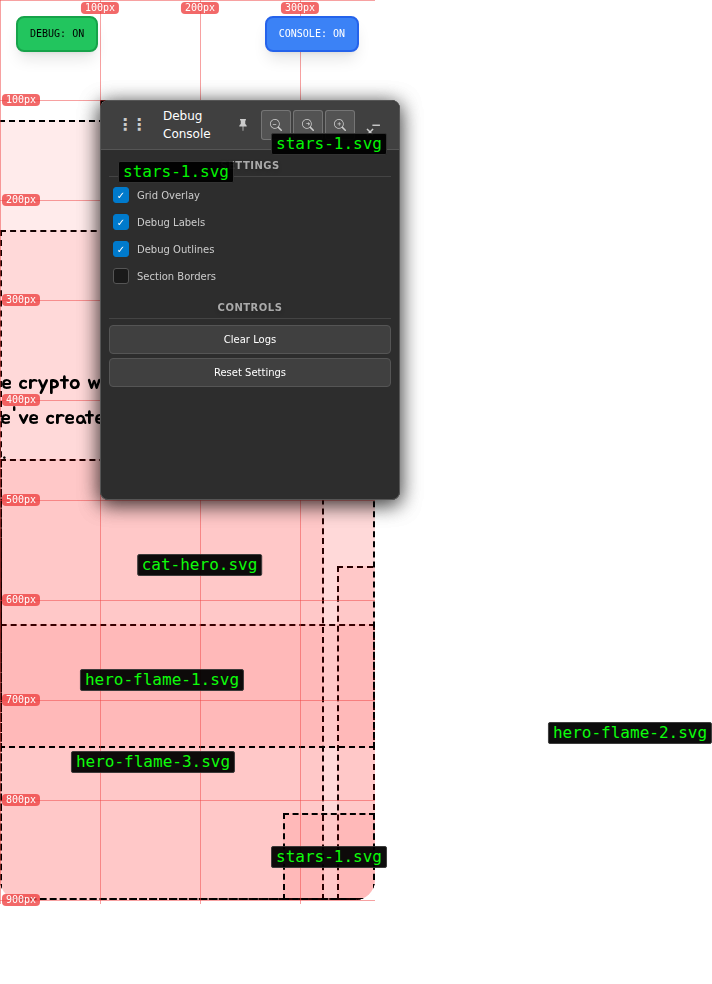 100px 200px 300px
DEBUG: ON CONSOLE: ON
100px
Debug
Console
stars-1.svg
TTINGS
stars-1.svg
Grid Overlay
200px
Debug Labels
Debug Outlines
Section Borders
300px
CONTROLS
Clear Logs
Reset Settings
e crypto w
400px
e've create
500px
cat-hero.svg
600px
hero-flame-1.svg
700px
hero-flame-2.svg
hero-flame-3.svg
800px
stars-1.svg
900px